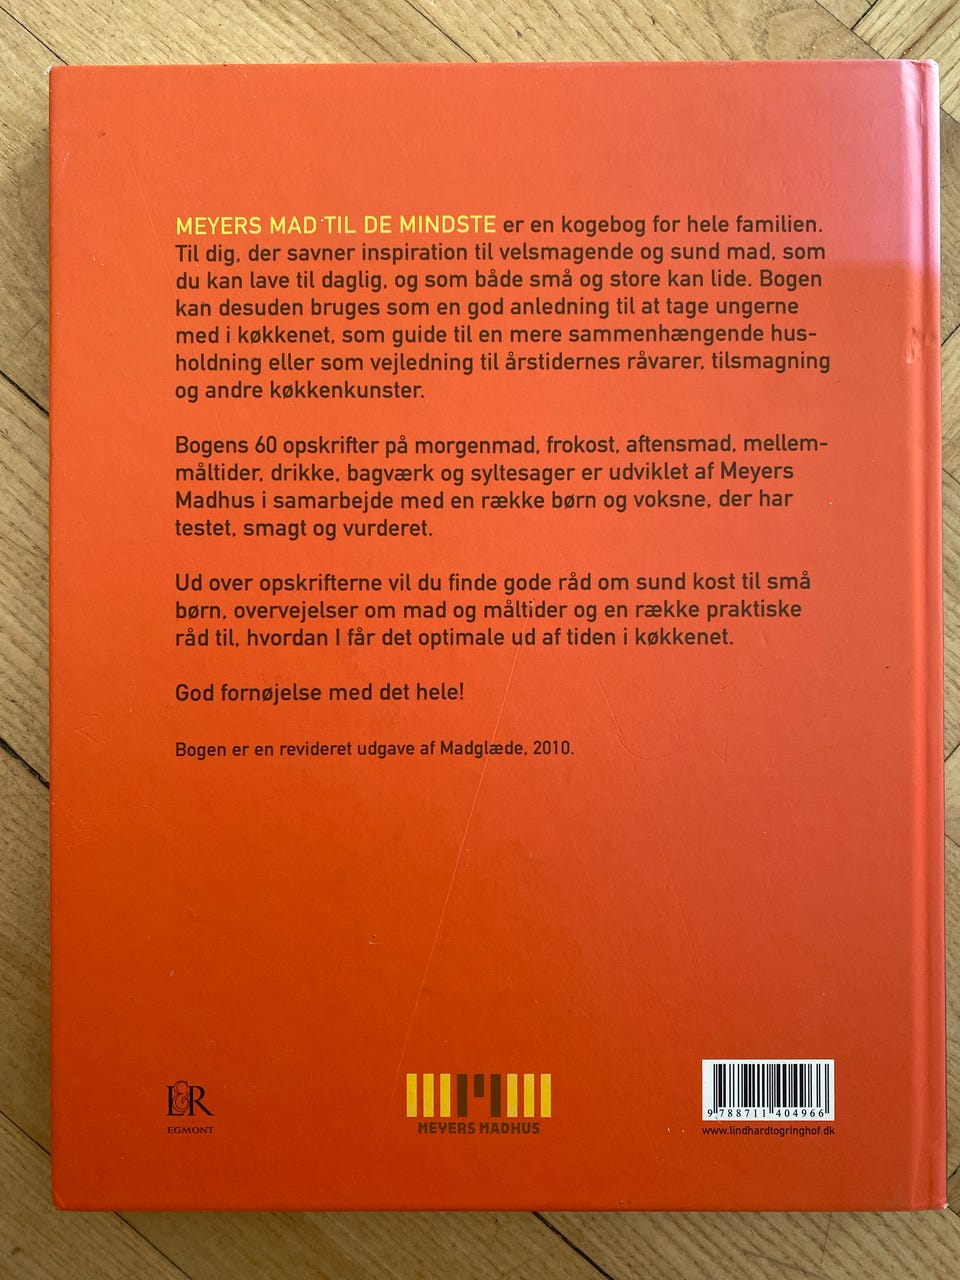 MEYERS MAD TIL DE MINDSTE er en kogebog for hele familien.
Til dig, der savner inspiration til velsmagende og sund mad, som
du kan lave til daglig, og som både små og store kan lide. Bogen
kan desuden bruges som en god anledning til at tage ungerne
med i køkkenet, som guide til en mere sammenhængende hus-
holdning eller som vejledning til årstidernes råvarer, tilsmagning
og andre køkkenkunster.
Bogens 60 opskrifter på morgenmad, frokost, aftensmad, mellem-
måltider, drikke, bagværk og syltesager er udviklet af Meyers
Madhus i samarbejde med en række børn og voksne, der har
testet, smagt og vurderet.
Ud over opskrifterne vil du finde gode råd om sund kost til små
børn, overvejelser om mad og måltider og en række praktiske
råd til, hvordan I får det optimale ud af tiden i køkkenet.
God fornøjelse med det hele!
Bogen er en revideret udgave af Madglæde, 2010.
L&R
EGMONT
MEYERS MADHUS
9 788711 404966
www.lindhardtogringhof.dk